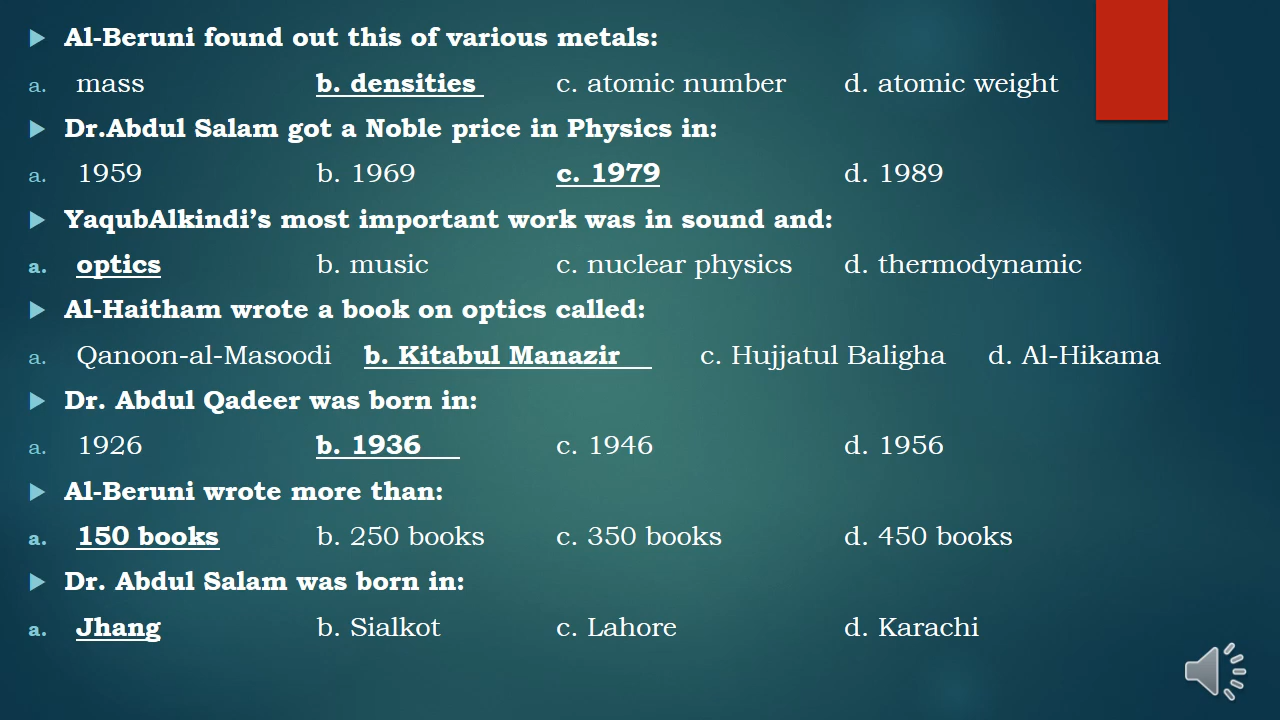 Al-Beruni found out this of various metals:
a. mass b. densities c. atomic number d. atomic weight
Dr.Abdul Salam got a Noble price in Physics in:
a. 1959 b. 1969 c. 1979 d. 1989
YaqubAlkindi’s most important work was in sound and:
a. optics b. music c. nuclear physics d. thermodynamic
Al-Haitham wrote a book on optics called:
a. Qanoon-al-Masoodi b. Kitabul Manazir c. Hujjatul Baligha d. Al-Hikama
Dr. Abdul Qadeer was born in:
a. 1926 b. 1936 c. 1946 d. 1956
Al-Beruni wrote more than:
a. 150 books b. 250 books c. 350 books d. 450 books
Dr. Abdul Salam was born in:
a. Jhang b. Sialkot c. Lahore d. Karachi